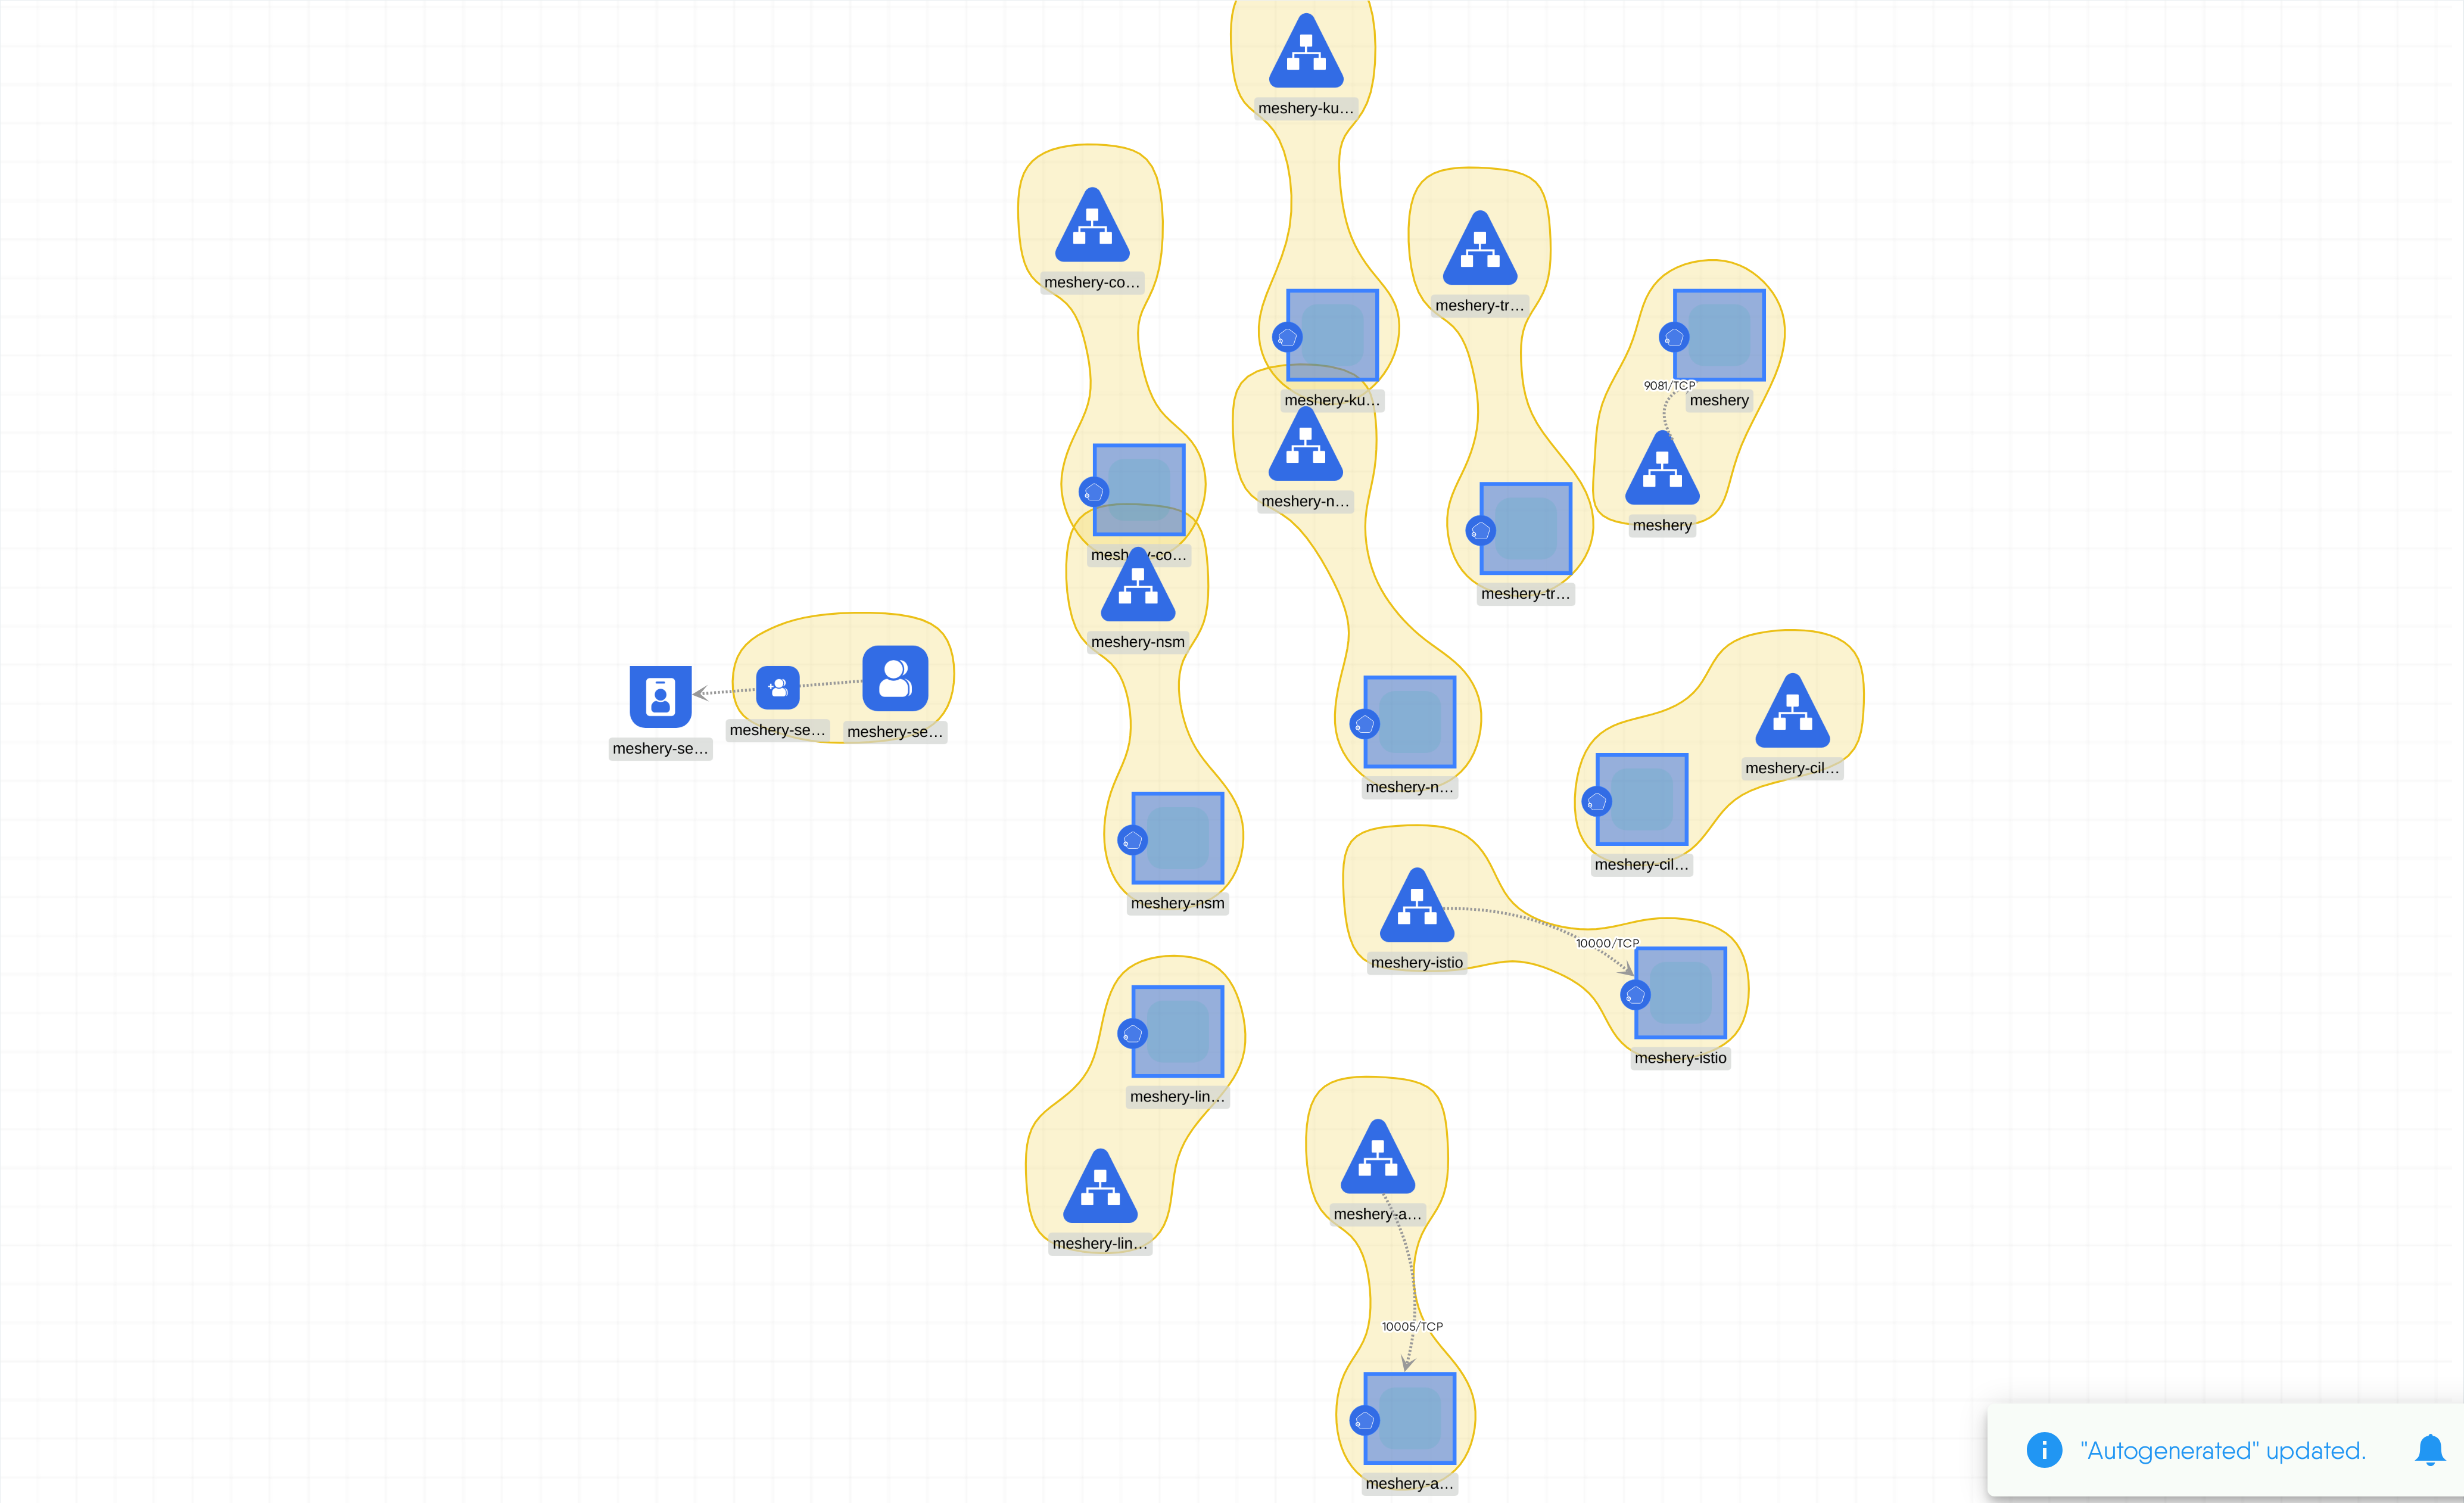 meshery-ku…
meshery-co…
meshery-tr…
9081/TCP
meshery-ku…
meshery
meshery-n…
meshery
meshery-co…
meshery-tr…
meshery-nsm
meshery-se…
meshery-se…
meshery-se…
meshery-cil…
meshery-n…
meshery-cil…
meshery-nsm
10000/TCP
meshery-istio
meshery-istio
meshery-lin…
meshery-a…
meshery-lin…
10005/TCP
"Autogenerated" updated.
meshery-a…